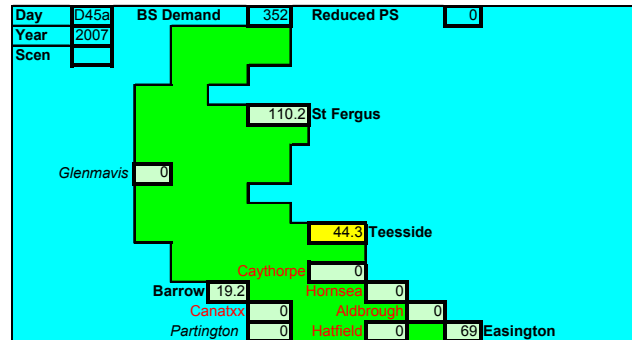 Day D45a BS Demand 352 Reduced PS 0
Year 2007
Scen
110.2 St Fergus
Glenmavis 0
44.3 Teesside
Caythorpe 0
Barrow 19.2 Hornsea 0
Canatxx 0 Aldbrough 0
Partington 0 Hatfield 0 69 Easington